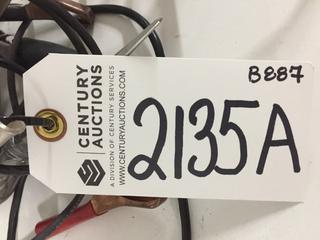 B887
CENTURY
AUCTIONS
A DIVISION OF CENTURY SERVICES
WWW.CENTURYAUCTIONS.COM
2135A